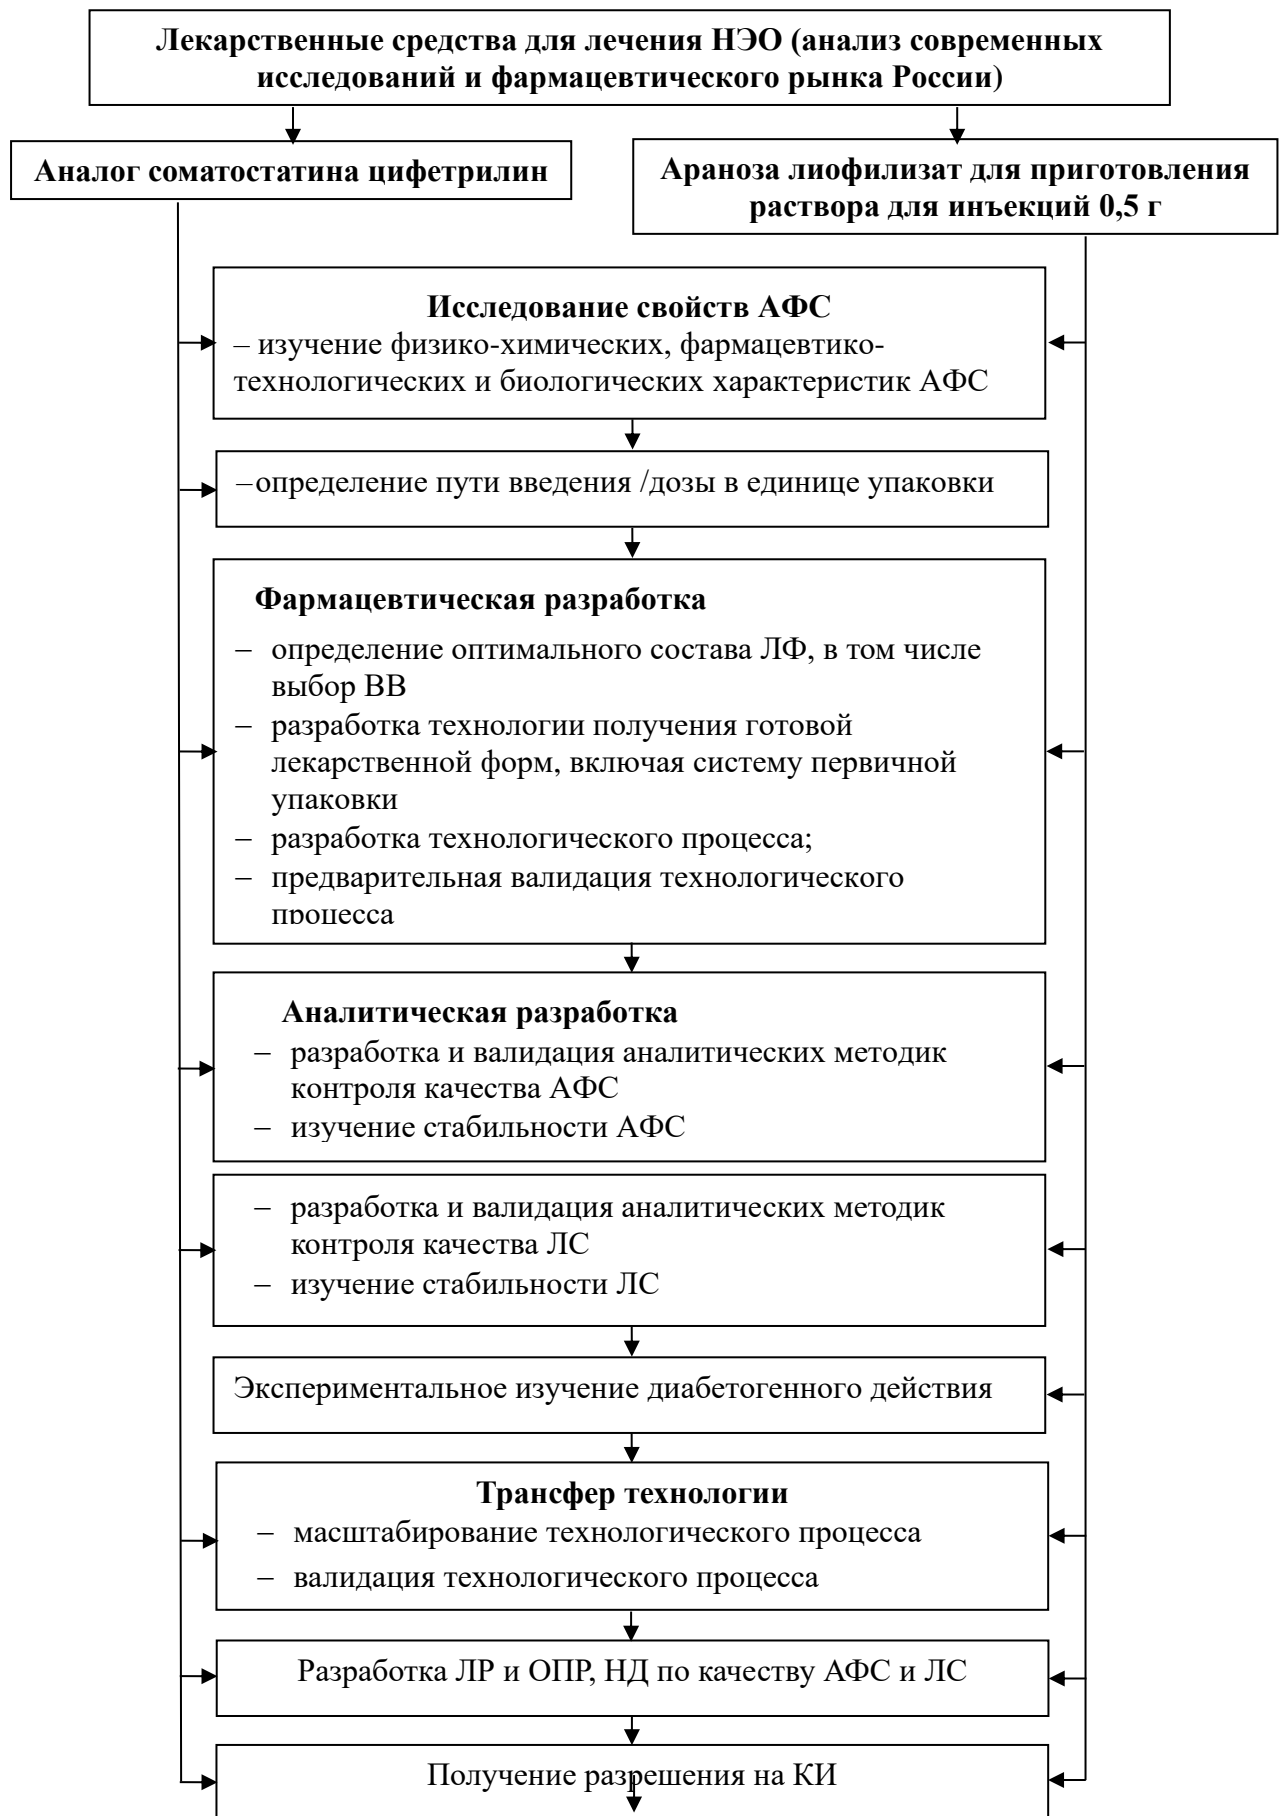 Лекарственные средства для лечения НЭО (анализ современных
исследований и фармацевтического рынка России)
Аналог соматостатина цифетрилин
Араноза лиофилизат для приготовления
раствора для инъекций 0,5 г
Исследование свойств АФС
– изучение физико-химических, фармацевтико-
технологических и биологических характеристик АФС
–определение пути введения /дозы в единице упаковки
Фармацевтическая разработка
– определение оптимального состава ЛФ, в том числе
выбор ВВ
– разработка технологии получения готовой
лекарственной форм, включая систему первичной
упаковки
– разработка технологического процесса;
– предварительная валидация технологического
процесса
Аналитическая разработка
– разработка и валидация аналитических методик
контроля качества АФС
– изучение стабильности АФС
– разработка и валидация аналитических методик
контроля качества ЛС
– изучение стабильности ЛС
Экспериментальное изучение диабетогенного действия
Трансфер технологии
– масштабирование технологического процесса
– валидация технологического процесса
Разработка ЛР и ОПР, НД по качеству АФС и ЛС
Получение разрешения на КИ